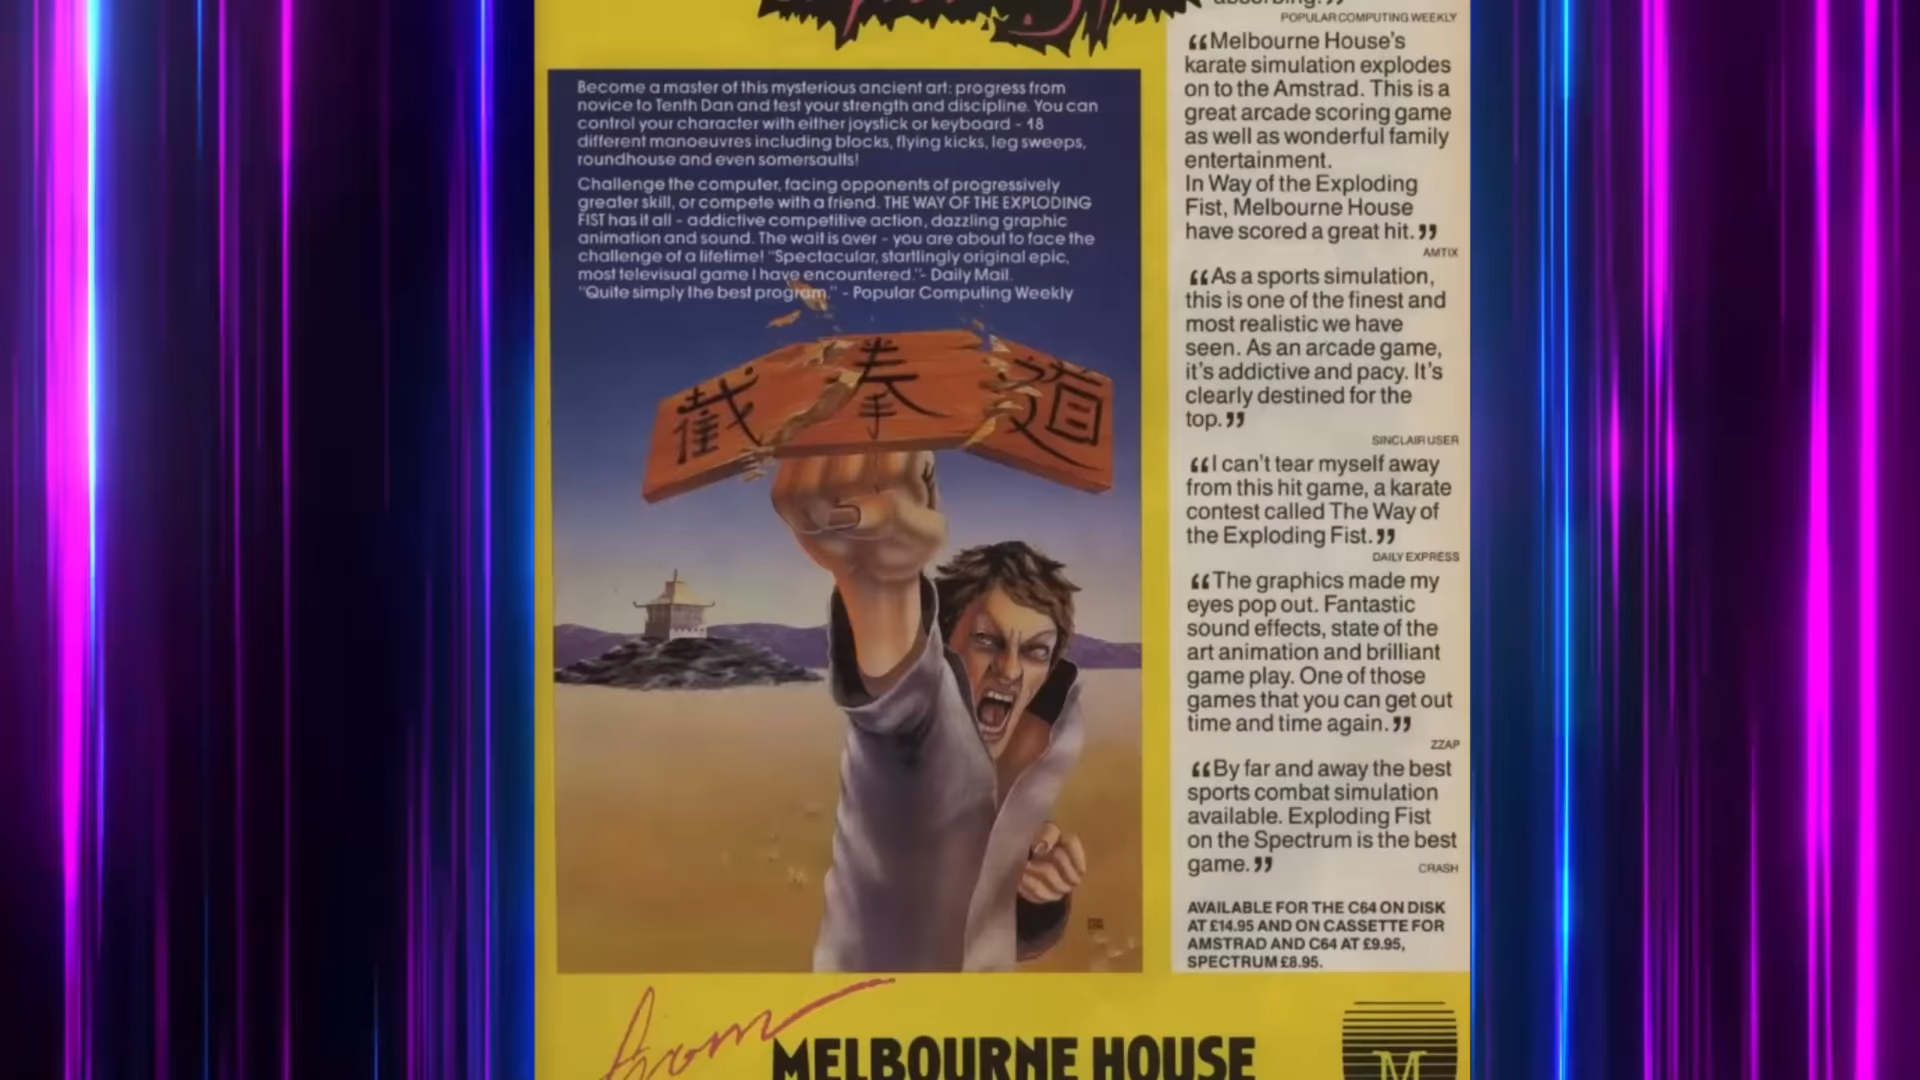 Become a master of this mysterious ancient art: progress from
novice to Tenth Dan and test your strength and discipline. You can
control your character with either joystick or keyboard - 18
different manoeuvres including blocks, flying kicks, leg sweeps,
roundhouse and even somersaults!
Challenge the computer, facing opponents of progressively
greater skill, or compete with a friend. THE WAY OF THE EXPLODING
FIST has it all - addictive competitive action, dazzling graphic
animation and sound. The wait is over - you are about to face the
challenge of a lifetime! "Spectacular, startlingly original epic,
most televisual game I have encountered."- Daily Mail.
"Quite simply the best program." - Popular Computing Weekly
截拳道
from
MELBOURNE HOUSE
M
absorbing.”
POPULAR COMPUTING WEEKLY
“Melbourne House's
karate simulation explodes
on to the Amstrad. This is a
great arcade scoring game
as well as wonderful family
entertainment.
In Way of the Exploding
Fist, Melbourne House
have scored a great hit.”
AMTIX
“As a sports simulation,
this is one of the finest and
most realistic we have
seen. As an arcade game,
it's addictive and pacy. It's
clearly destined for the
top.”
SINCLAIR USER
“I can't tear myself away
from this hit game, a karate
contest called The Way of
the Exploding Fist.”
DAILY EXPRESS
“The graphics made my
eyes pop out. Fantastic
sound effects, state of the
art animation and brilliant
game play. One of those
games that you can get out
time and time again.”
ZZAP
“By far and away the best
sports combat simulation
available. Exploding Fist
on the Spectrum is the best
game.”
CRASH
AVAILABLE FOR THE C64 ON DISK
AT £14.95 AND ON CASSETTE FOR
AMSTRAD AND C64 AT £9.95,
SPECTRUM £8.95.